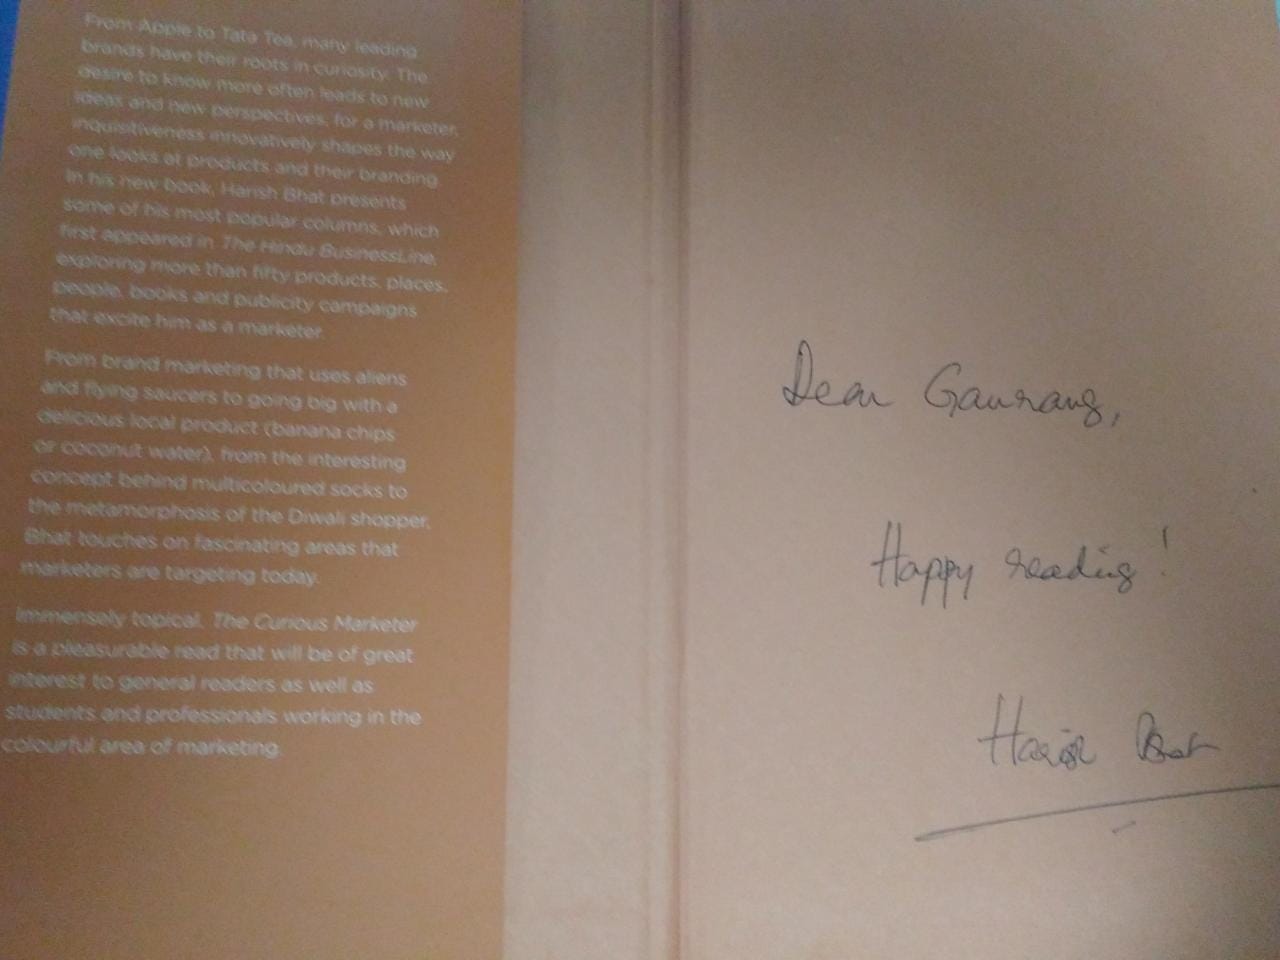 From Apple to Tata Tea, many leading
brands have their roots in curiosity. The
desire to know more often leads to new
ideas and new perspectives, for a marketer,
inquisitiveness innovatively shapes the way
one looks at products and their branding
In his new book, Harish Bhat presents
some of his most popular columns, which
first appeared in The Hindu BusinessLine,
exploring more than fifty products, places,
people, books and publicity campaigns
that excite him as a marketer.
From brand marketing that uses aliens
and flying saucers to going big with a
delicious local product (banana chips
or coconut water), from the interesting
concept behind multicoloured socks to
the metamorphosis of the Diwali shopper,
Bhat touches on fascinating areas that
marketers are targeting today.
Immensely topical, The Curious Marketer
is a pleasurable read that will be of great
interest to general readers as well as
students and professionals working in the
colourful area of marketing.
Dear Gaurang,
Happy reading!
Harish Bhat